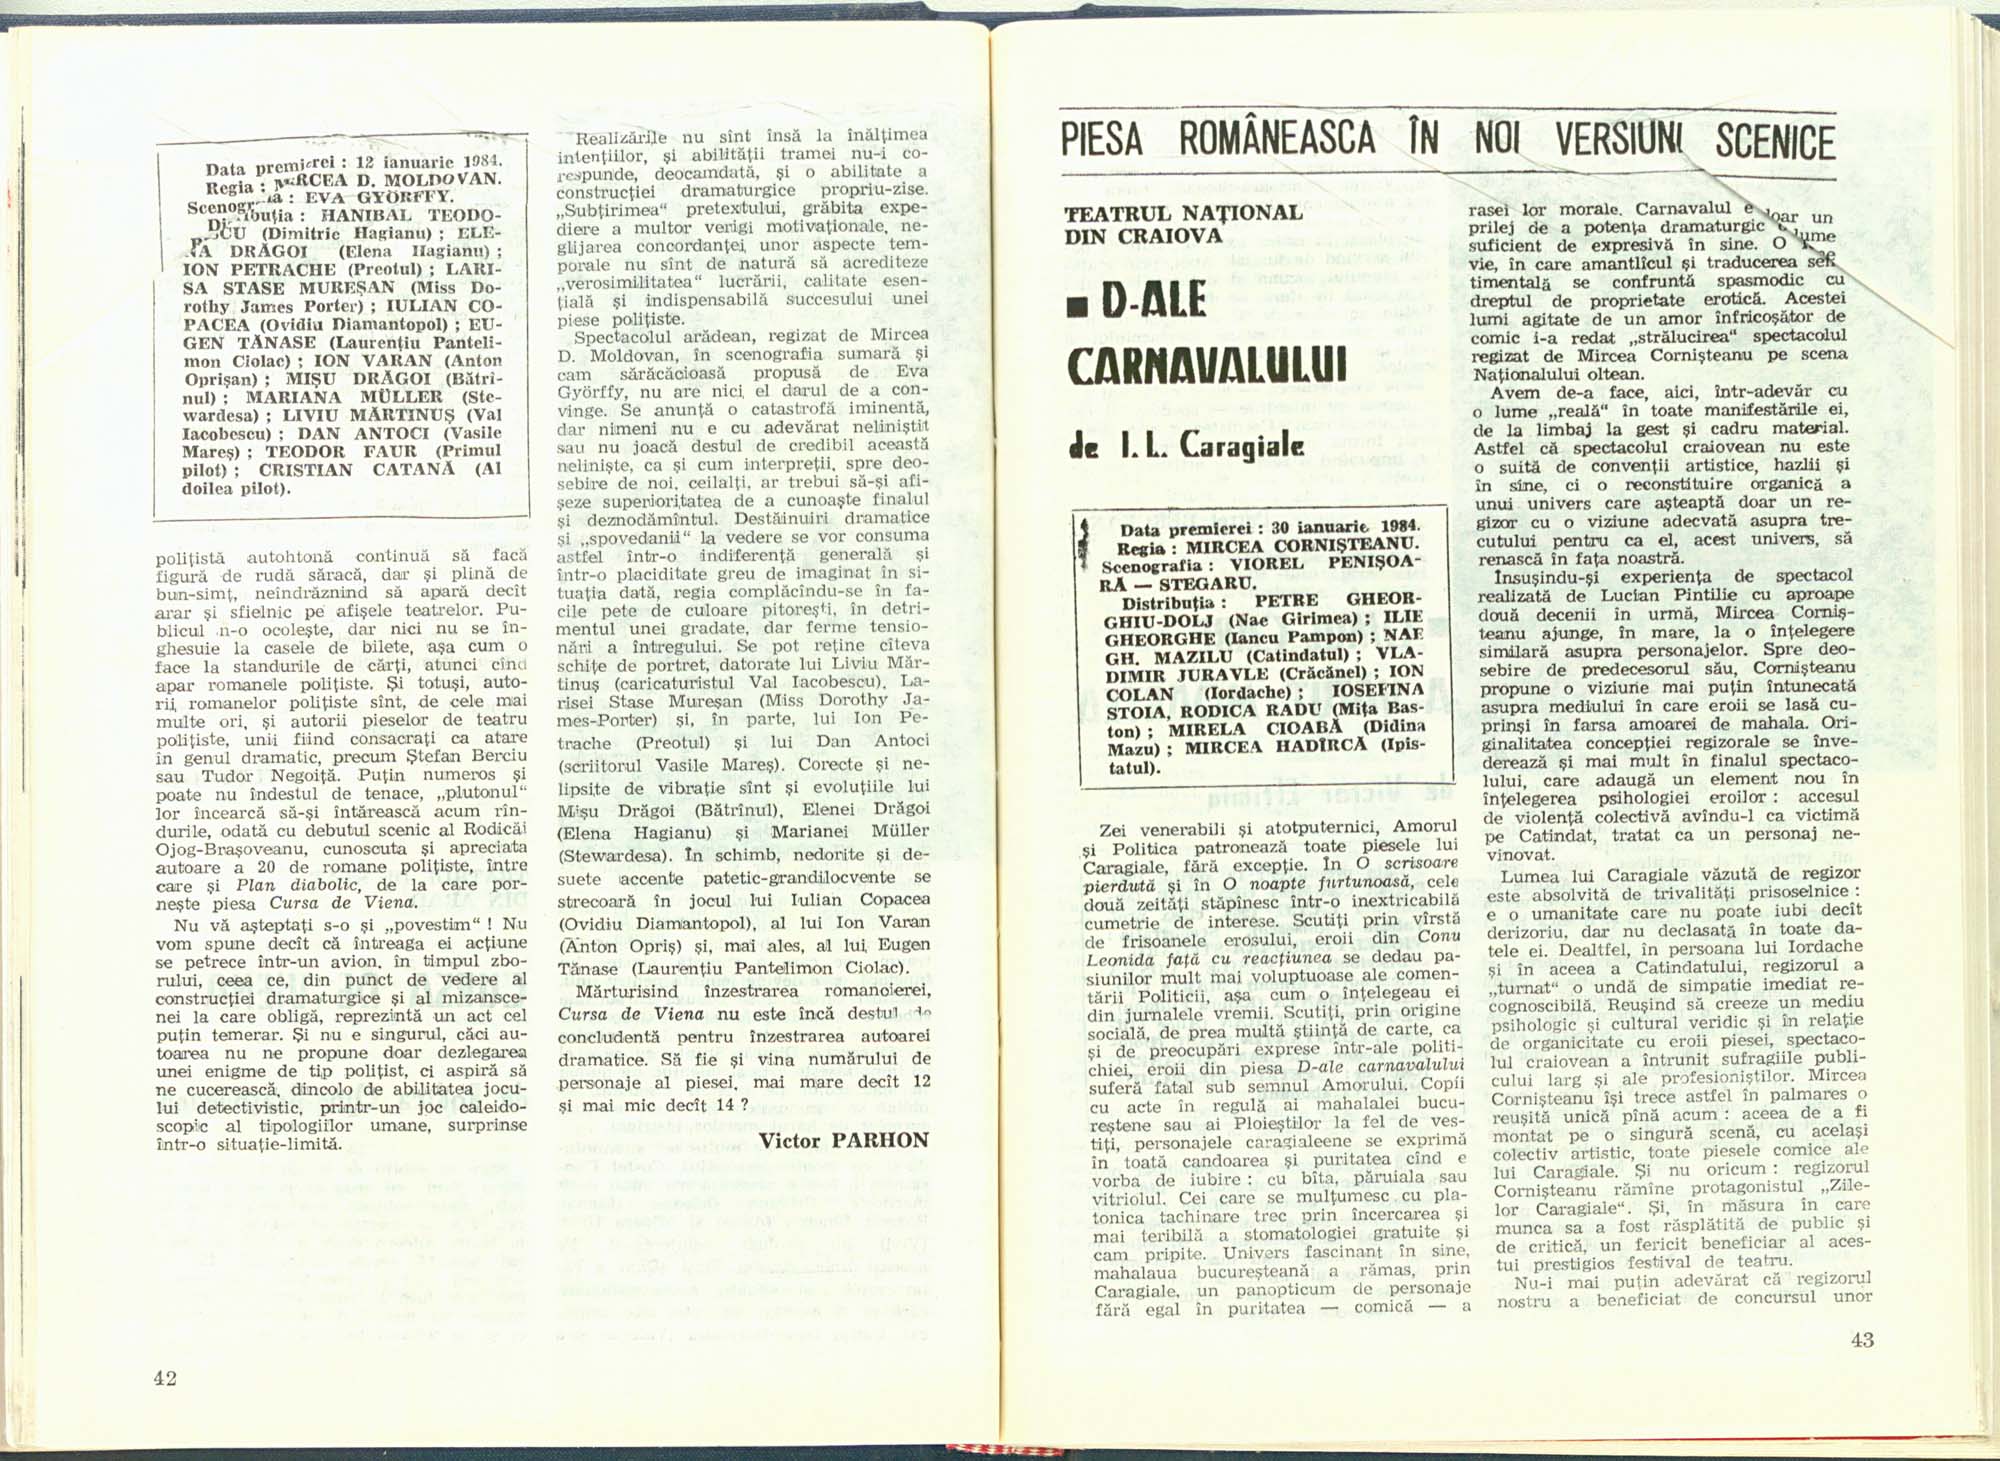 Data premierei : 12 ianuarie 1984.
Regia : MIRCEA D. MOLDOVAN.
Scenografia : EVA GYÖRFFY.
Distribuția : HANIBAL TEODO-
(Dimitrie Hagianu) ; ELE-
NA DRĂGOI (Elena Hagianu) ;
ION PETRACHE (Preotul) ; LARI-
SA STASE MUREȘAN (Miss Do-
rothy James Porter) ; IULIAN CO-
PACEA (Ovidiu Diamantopol) ; EU-
GEN TĂNASE (Laurențiu Panteli-
mon Ciolac) ; ION VARAN (Anton
Oprișan) ; MIȘU DRĂGOI (Bătrî-
nul) ; MARIANA MÜLLER (Ste-
wardesa) ; LIVIU MĂRTINUȘ (Val
Iacobescu) ; DAN ANTOCI (Vasile
Mareș) ; TEODOR FAUR (Primul
pilot) ; CRISTIAN CATANĂ (Al
doilea pilot).
polițistă autohtonă continuă să facă
figură de rudă săracă, dar și plină de
bun-simț, neîndrăznind să apară decît
arar și sfielnic pe afișele teatrelor. Pu-
blicul n-o ocolește, dar nici nu se în-
ghesuie la casele de bilete, așa cum o
face la standurile de cărți, atunci cînd
apar romanele polițiste. Și totuși, auto-
rii romanelor polițiste sînt, de cele mai
multe ori, și autorii pieselor de teatru
polițiste, unii fiind consacrați ca atare
în genul dramatic, precum Ștefan Berciu
sau Tudor Negoiță. Puțin numeros și
poate nu îndestul de tenace, „plutonul“
lor încearcă să-și întărească acum rîn-
durile, odată cu debutul scenic al Rodicăi
Ojog-Brașoveanu, cunoscuta și apreciata
autoare a 20 de romane polițiste, între
care și Plan diabolic, de la care por-
nește piesa Cursa de Viena.
Nu vă așteptați s-o și „povestim“ ! Nu
vom spune decît că întreaga ei acțiune
se petrece într-un avion, în timpul zbo-
rului, ceea ce, din punct de vedere al
construcției dramaturgice și al mizansce-
nei la care obligă, reprezintă un act cel
puțin temerar. Și nu e singurul, căci au-
toarea nu ne propune doar dezlegarea
unei enigme de tip polițist, ci aspiră să
ne cucerească, dincolo de abilitatea jocu-
lui detectivistic, printr-un joc caleido-
scopic al tipologiilor umane, surprinse
într-o situație-limită.
Realizările nu sînt însă la înălțimea
intențiilor, și abilității tramei nu-i co-
respunde, deocamdată, și o abilitate a
construcției dramaturgice propriu-zise.
„Subțirimea“ pretextului, grăbita expe-
diere a multor verigi motivaționale, ne-
glijarea concordanței unor aspecte tem-
porale nu sînt de natură să acrediteze
„verosimilitatea“ lucrării, calitate esen-
țială și indispensabilă succesului unei
piese polițiste.
Spectacolul arădean, regizat de Mircea
D. Moldovan, în scenografia sumară și
cam sărăcăcioasă propusă de Eva
Györffy, nu are nici el darul de a con-
vinge. Se anunță o catastrofă iminentă,
dar nimeni nu e cu adevărat neliniștit
sau nu joacă destul de credibil această
neliniște, ca și cum interpreții, spre deo-
sebire de noi, ceilalți, ar trebui să-și afi-
șeze superioritatea de a cunoaște finalul
și deznodămîntul. Destăinuiri dramatice
și „spovedanii“ la vedere se vor consuma
astfel într-o indiferență generală și
într-o placiditate greu de imaginat în si-
tuația dată, regia complăcîndu-se în fa-
cile pete de culoare pitorești, în detri-
mentul unei gradate, dar ferme tensio-
nări a întregului. Se pot reține cîteva
schițe de portret, datorate lui Liviu Măr-
tinuș (caricaturistul Val Iacobescu), La-
risei Stase Mureșan (Miss Dorothy Ja-
mes-Porter) și, în parte, lui Ion Pe-
trache (Preotul) și lui Dan Antoci
(scriitorul Vasile Mareș). Corecte și ne-
lipsite de vibrație sînt și evoluțiile lui
Mișu Drăgoi (Bătrînul), Elenei Drăgoi
(Elena Hagianu) și Marianei Müller
(Stewardesa). În schimb, nedorite și de-
suete accente patetic-grandilocvente se
strecoară în jocul lui Iulian Copacea
(Ovidiu Diamantopol), al lui Ion Varan
(Anton Opriș) și, mai ales, al lui Eugen
Tănase (Laurențiu Pantelimon Ciolac).
Mărturisind înzestrarea romancierei,
Cursa de Viena nu este încă destul de
concludentă pentru înzestrarea autoarei
dramatice. Să fie și vina numărului de
personaje al piesei, mai mare decît 12
și mai mic decît 14 ?
Victor PARHON
42
PIESA ROMÂNEASCA ÎN NOI VERSIUNI SCENICE
TEATRUL NAȚIONAL
DIN CRAIOVA
■ D-ALE
CARNAVALULUI
de I. L. Caragiale
Data premierei : 30 ianuarie 1984.
Regia : MIRCEA CORNIȘTEANU.
Scenografia : VIOREL PENIȘOA-
RĂ — STEGARU.
Distribuția : PETRE GHEOR-
GHIU-DOLJ (Nae Girimea) ; ILIE
GHEORGHE (Iancu Pampon) ; NAE
GH. MAZILU (Catindatul) ; VLA-
DIMIR JURAVLE (Crăcănel) ; ION
COLAN (Iordache) ; IOSEFINA
STOIA, RODICA RADU (Mița Bas-
ton) ; MIRELA CIOABĂ (Didina
Mazu) ; MIRCEA HADÎRCĂ (Ipis-
tatul).
Zei venerabili și atotputernici, Amorul
și Politica patronează toate piesele lui
Caragiale, fără excepție. În O scrisoare
pierdută și în O noapte furtunoasă, cele
două zeități stăpînesc într-o inextricabilă
cumetrie de interese. Scutiți prin vîrstă
de frisoanele erosului, eroii din Conu
Leonida față cu reacțiunea se dedau pa-
siunilor mult mai voluptuoase ale comen-
tării Politicii, așa cum o înțelegeau ei
din jurnalele vremii. Scutiți, prin origine
socială, de prea multă știință de carte, ca
și de preocupări exprese într-ale politi-
chiei, eroii din piesa D-ale carnavalului
suferă fatal sub semnul Amorului. Copii
cu acte în regulă ai mahalalei bucu-
reștene sau ai Ploieștilor la fel de ves-
tiți, personajele caragialeene se exprimă
în toată candoarea și puritatea cînd e
vorba de iubire : cu bîta, păruiala sau
vitriolul. Cei care se mulțumesc cu pla-
tonica tachinare trec prin încercarea și
mai teribilă a stomatologiei gratuite și
cam pripite. Univers fascinant în sine,
mahalaua bucureșteană a rămas, prin
Caragiale, un panopticum de personaje
fără egal în puritatea — comică — a
rasei lor morale. Carnavalul e doar un
prilej de a potența dramaturgic o lume
suficient de expresivă în sine. O lume
vie, în care amantlîcul și traducerea sen-
timentală se confruntă spasmodic cu
dreptul de proprietate erotică. Acestei
lumi agitate de un amor înfricoșător de
comic i-a redat „strălucirea“ spectacolul
regizat de Mircea Cornișteanu pe scena
Naționalului oltean.
Avem de-a face, aici, într-adevăr cu
o lume „reală“ în toate manifestările ei,
de la limbaj la gest și cadru material.
Astfel că spectacolul craiovean nu este
o suită de convenții artistice, hazlii și
în sine, ci o reconstituire organică a
unui univers care așteaptă doar un re-
gizor cu o viziune adecvată asupra tre-
cutului pentru ca el, acest univers, să
renască în fața noastră.
Însușindu-și experiența de spectacol
realizată de Lucian Pintilie cu aproape
două decenii în urmă, Mircea Corniș-
teanu ajunge, în mare, la o înțelegere
similară asupra personajelor. Spre deo-
sebire de predecesorul său, Cornișteanu
propune o viziune mai puțin întunecată
asupra mediului în care eroii se lasă cu-
prinși în farsa amoarei de mahala. Ori-
ginalitatea concepției regizorale se înve-
derează și mai mult în finalul spectaco-
lului, care adaugă un element nou în
înțelegerea psihologiei eroilor : accesul
de violență colectivă avîndu-l ca victimă
pe Catindat, tratat ca un personaj ne-
vinovat.
Lumea lui Caragiale văzută de regizor
este absolvită de trivialități prisoselnice :
e o umanitate care nu poate iubi decît
derizoriu, dar nu declasată în toate da-
tele ei. Dealtfel, în persoana lui Iordache
și în aceea a Catindatului, regizorul a
„turnat“ o undă de simpatie imediat re-
cognoscibilă. Reușind să creeze un mediu
psihologic și cultural veridic și în relație
de organicitate cu eroii piesei, spectaco-
lul craiovean a întrunit sufragiile publi-
cului larg și ale profesioniștilor. Mircea
Cornișteanu își trece astfel în palmares o
reușită unică pînă acum : aceea de a fi
montat pe o singură scenă, cu același
colectiv artistic, toate piesele comice ale
lui Caragiale. Și nu oricum : regizorul
Cornișteanu rămîne protagonistul „Zile-
lor Caragiale“. Și, în măsura în care
munca sa a fost răsplătită de public și
de critică, un fericit beneficiar al aces-
tui prestigios festival de teatru.
Nu-i mai puțin adevărat că regizorul
nostru a beneficiat de concursul unor
43